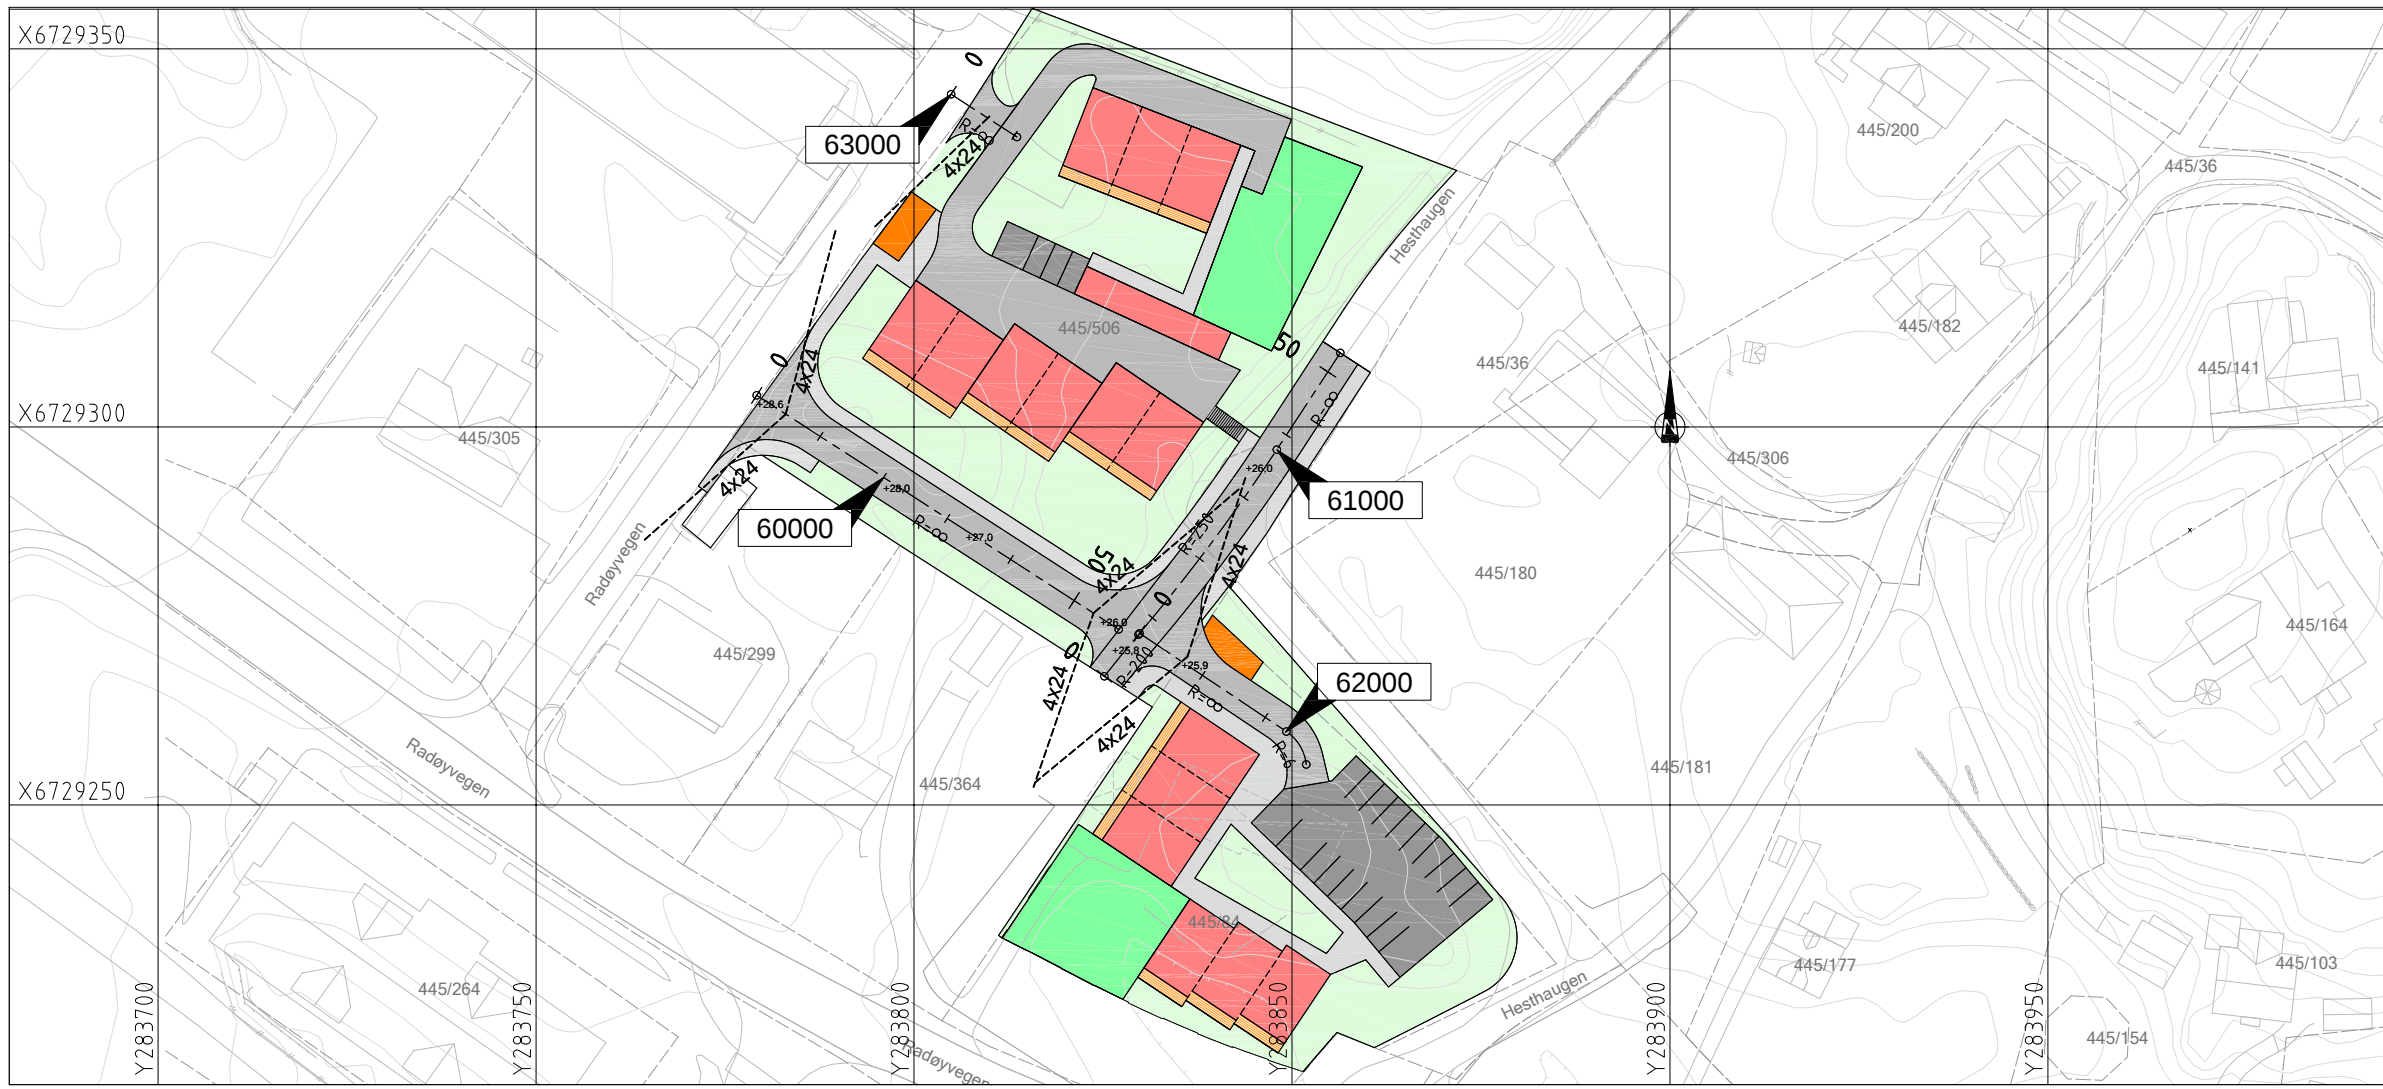 X6729350
0
63000
R=8
4x24
445/200
445/36
Hesthaugen
445/506
50
445/36
445/182
445/141
0
4x24
X6729300
+28,6
445/305
4x24
+28,0
60000
R=∞
+27,0
+26,0
61000
R=∞
445/306
R=750
50
4x24
4x24
445/180
Radøyvegen
0
+26,0
+25,8
R=200
+25,9
0
445/299
445/164
4x24
4x24
R=∞
62000
R=6
Radøyvegen
445/364
445/181
X6729250
445/84
445/264
Hesthaugen
445/177
445/103
445/154
Radøyvegen
Y283700
Y283750
Y283800
Y283850
Y283900
Y283950